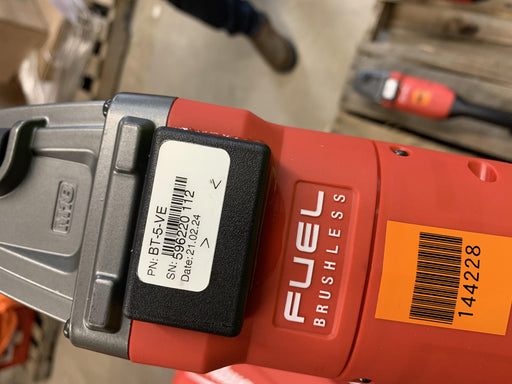 PN: BT-5-VE
SN: 596220 112
Date: 21.02.24
FUEL
BRUSHLESS
144228